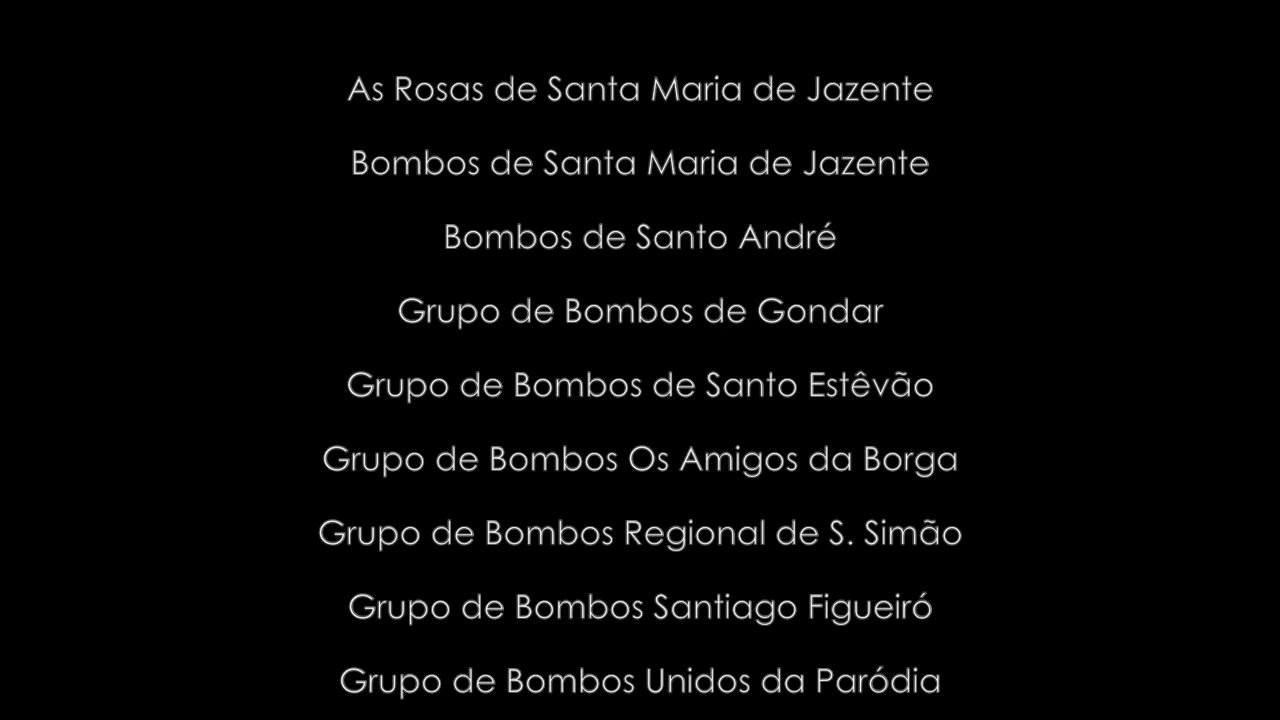 As Rosas de Santa Maria de Jazente
Bombos de Santa Maria de Jazente
Bombos de Santo André
Grupo de Bombos de Gondar
Grupo de Bombos de Santo Estêvão
Grupo de Bombos Os Amigos da Borga
Grupo de Bombos Regional de S. Simão
Grupo de Bombos Santiago Figueiró
Grupo de Bombos Unidos da Paródia